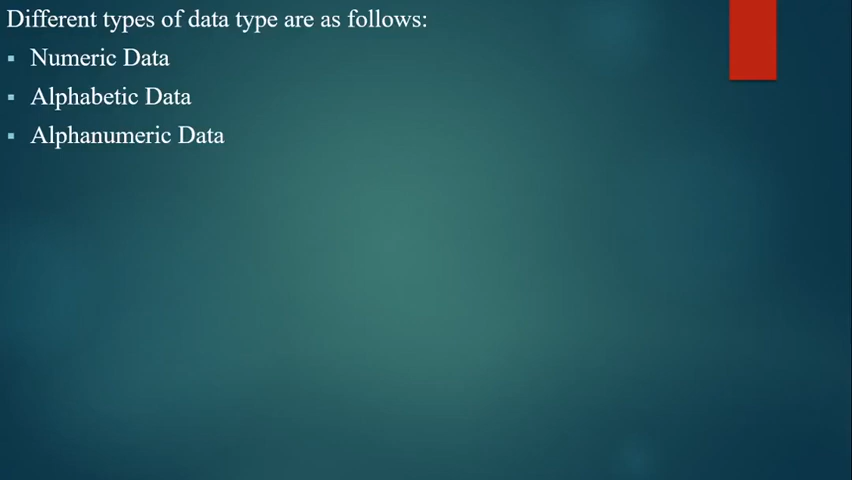 Different types of data type are as follows:
▪ Numeric Data
▪ Alphabetic Data
▪ Alphanumeric Data